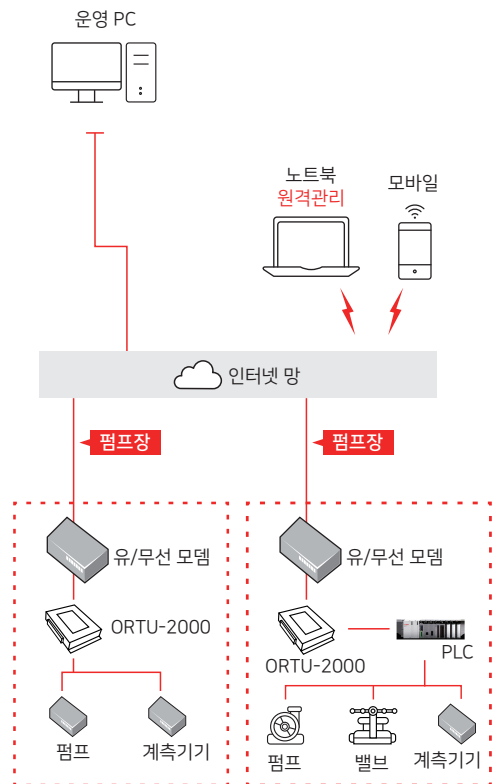 운영 PC
노트북
원격관리
모바일
인터넷 망
펌프장
펌프장
유/무선 모뎀
유/무선 모뎀
ORTU-2000
ORTU-2000
PLC
펌프
계측기기
펌프
밸브
계측기기